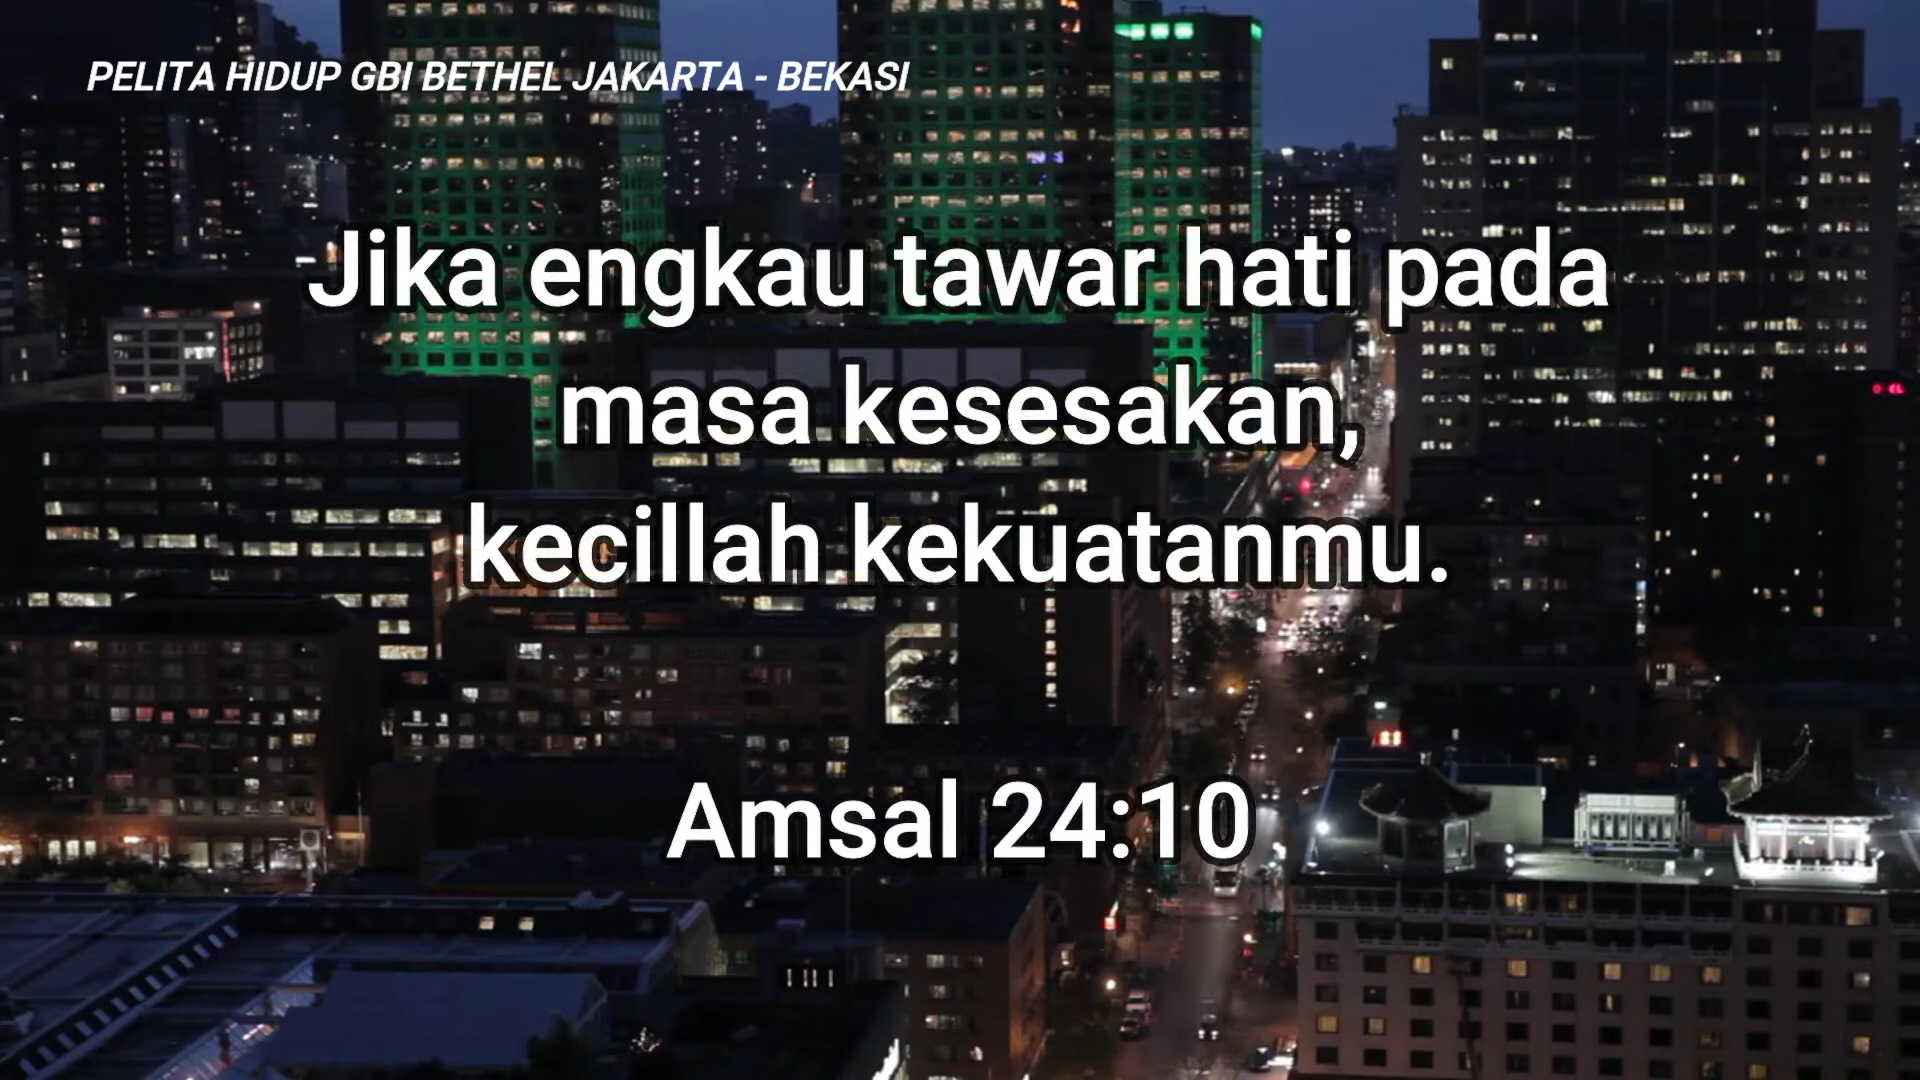 PELITA HIDUP GBI BETHEL JAKARTA - BEKASI
Jika engkau tawar hati pada
masa kesesakan,
kecillah kekuatanmu.
Amsal 24:10